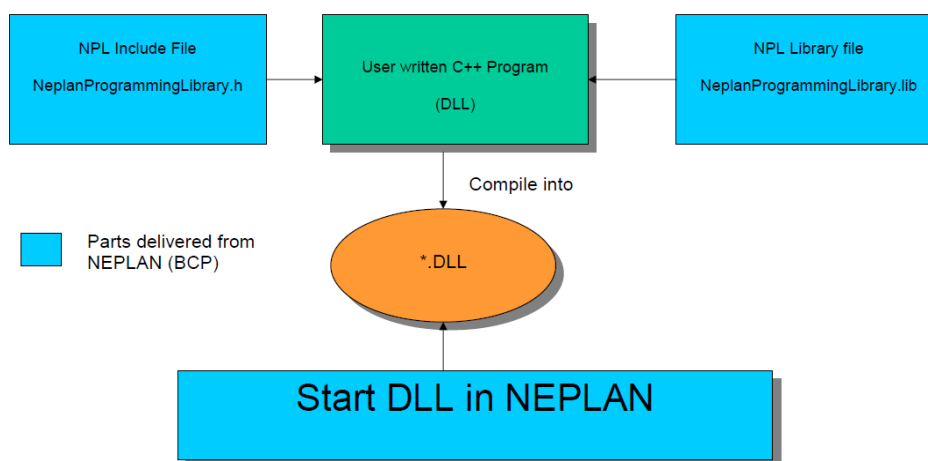 NPL Include File
NeplanProgrammingLibrary.h
User written C++ Program
(DLL)
NPL Library file
NeplanProgrammingLibrary.lib
Compile into
Parts delivered from
NEPLAN (BCP)
*.DLL
Start DLL in NEPLAN